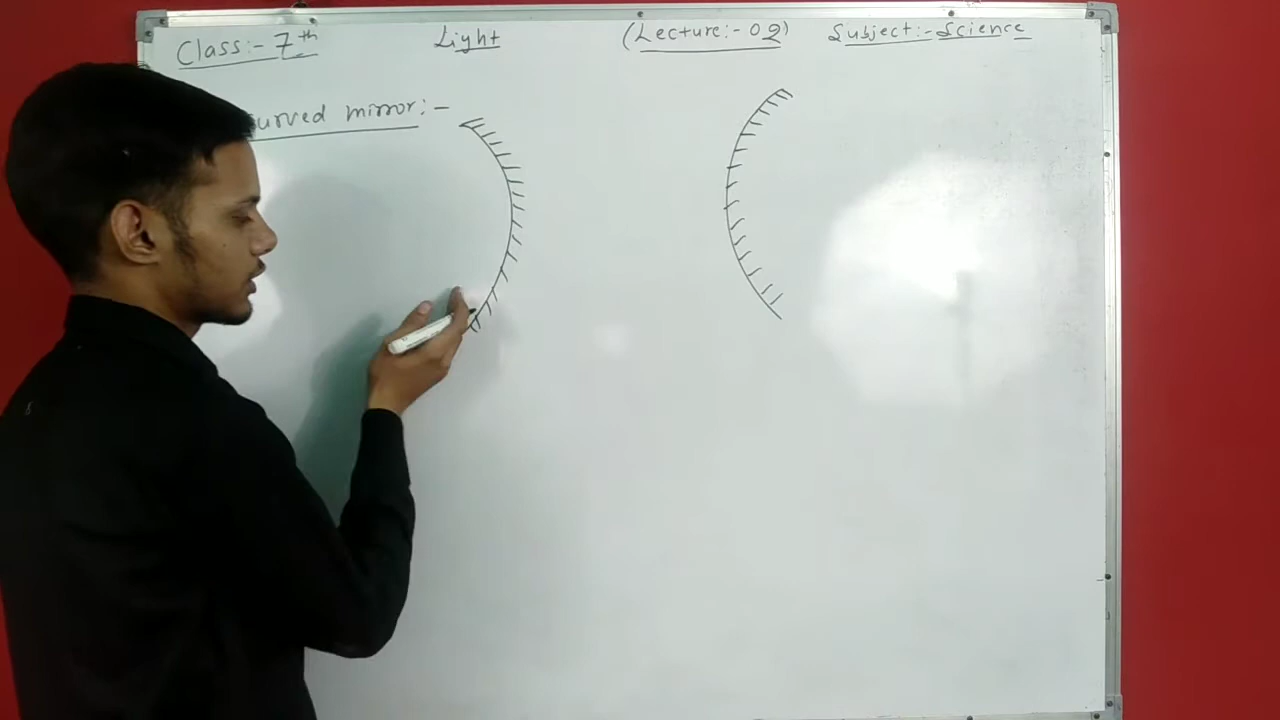 Class:- 7th Light (Lecture:- 02) Subject:- Science
urved mirror:-